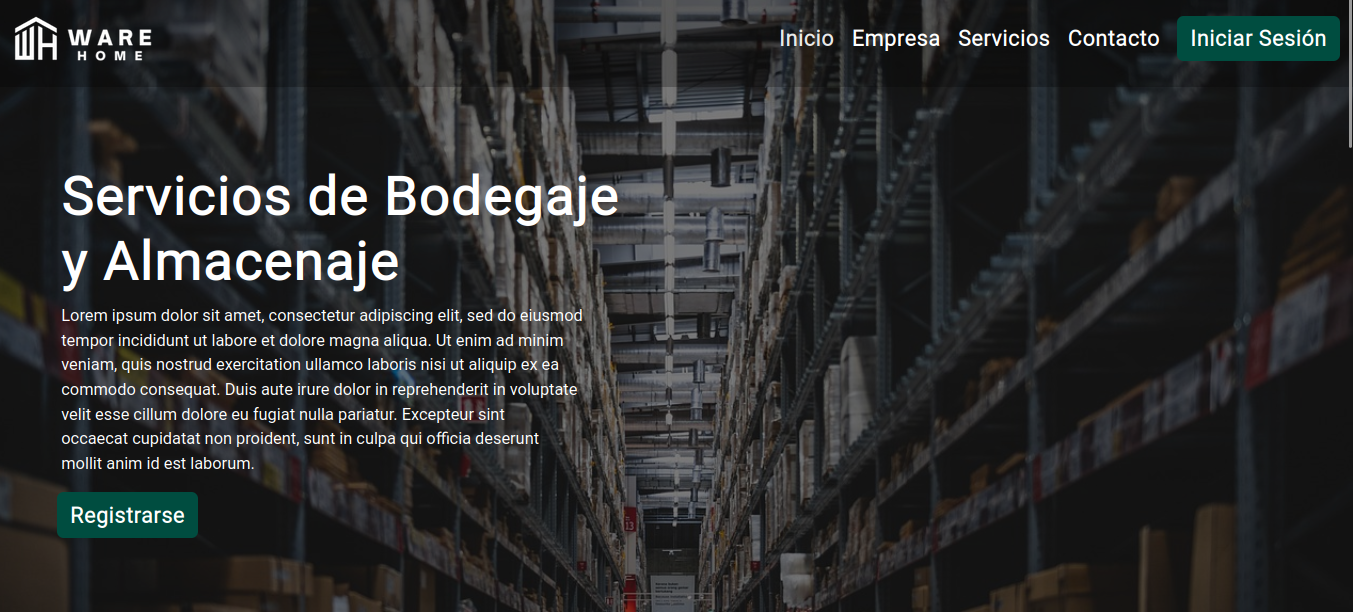 WARE
HOME
Inicio Empresa Servicios Contacto Iniciar Sesión
Servicios de Bodegaje
y Almacenaje
Lorem ipsum dolor sit amet, consectetur adipiscing elit, sed do eiusmod
tempor incididunt ut labore et dolore magna aliqua. Ut enim ad minim
veniam, quis nostrud exercitation ullamco laboris nisi ut aliquip ex ea
commodo consequat. Duis aute irure dolor in reprehenderit in voluptate
velit esse cillum dolore eu fugiat nulla pariatur. Excepteur sint
occaecat cupidatat non proident, sunt in culpa qui officia deserunt
mollit anim id est laborum.
13
Registrarse